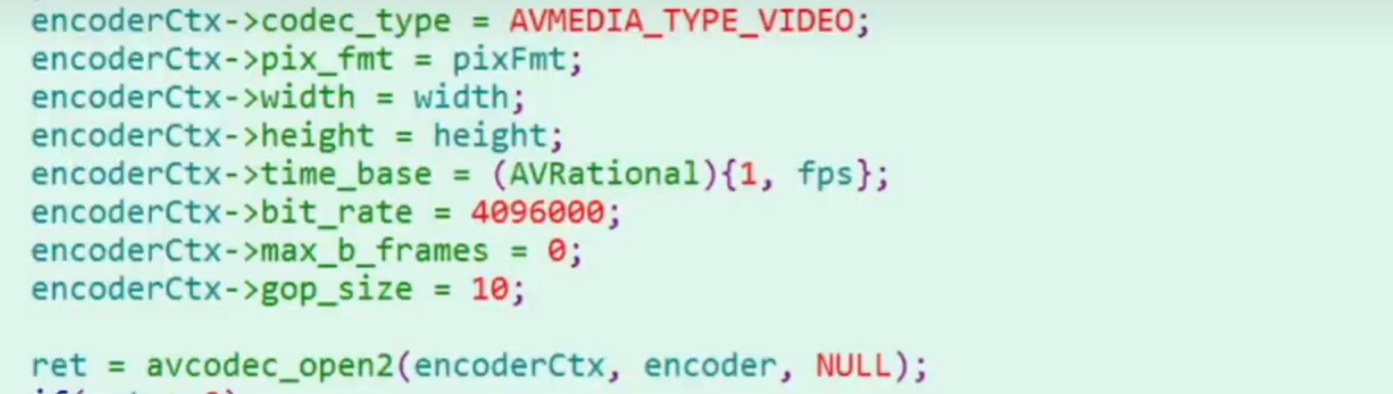 encoderCtx->codec_type = AVMEDIA_TYPE_VIDEO;
encoderCtx->pix_fmt = pixFmt;
encoderCtx->width = width;
encoderCtx->height = height;
encoderCtx->time_base = (AVRational){1, fps};
encoderCtx->bit_rate = 4096000;
encoderCtx->max_b_frames = 0;
encoderCtx->gop_size = 10;
ret = avcodec_open2(encoderCtx, encoder, NULL);